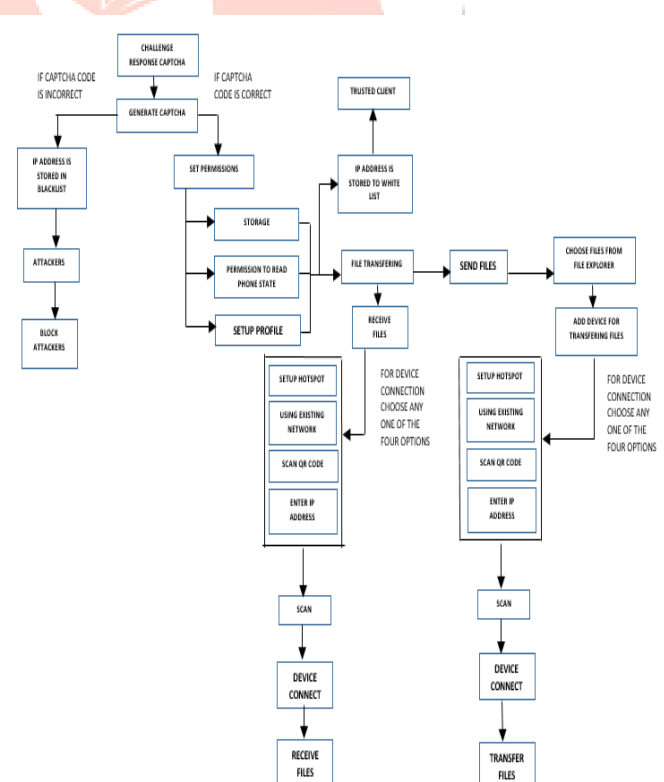 CHALLENGE
RESPONSE CAPTCHA
IF CAPTCHA CODE
IS INCORRECT
IF CAPTCHA
CODE IS CORRECT
GENERATE CAPTCHA
TRUSTED CLIENT
IP ADDRESS IS
STORED IN
BLACKLIST
SET PERMISSIONS
IP ADDRESS IS
STORED TO WHITE
LIST
STORAGE
ATTACKERS
PERMISSION TO READ
PHONE STATE
FILE TRANSFERING
SEND FILES
CHOOSE FILES FROM
FILE EXPLORER
BLOCK
ATTACKERS
SETUP PROFILE
RECEIVE
FILES
ADD DEVICE FOR
TRANSFERING FILES
SETUP HOTSPOT
USING EXISTING
NETWORK
SCAN QR CODE
ENTER IP
ADDRESS
FOR DEVICE
CONNECTION
CHOOSE ANY
ONE OF THE
FOUR OPTIONS
SETUP HOTSPOT
USING EXISTING
NETWORK
SCAN QR CODE
ENTER IP
ADDRESS
FOR DEVICE
CONNECTION
CHOOSE ANY
ONE OF THE
FOUR OPTIONS
SCAN
DEVICE
CONNECT
RECEIVE
FILES
SCAN
DEVICE
CONNECT
TRANSFER
FILES